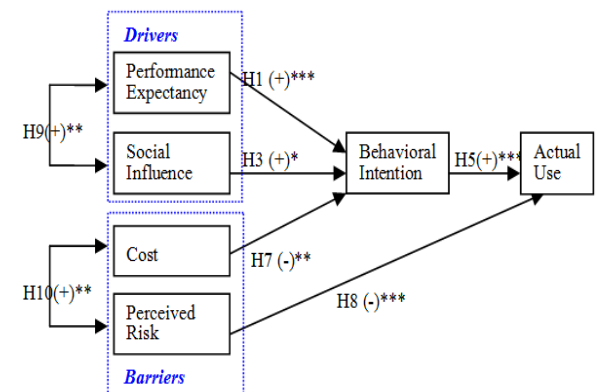 Drivers
Performance
Expectancy
H1 (+)***
H9(+)**
Social
Influence
H3 (+)*
Behavioral
Intention
H5(+)***
Actual
Use
Cost
H7 (-)**
H10(+)**
Perceived
Risk
H8 (-)***
Barriers